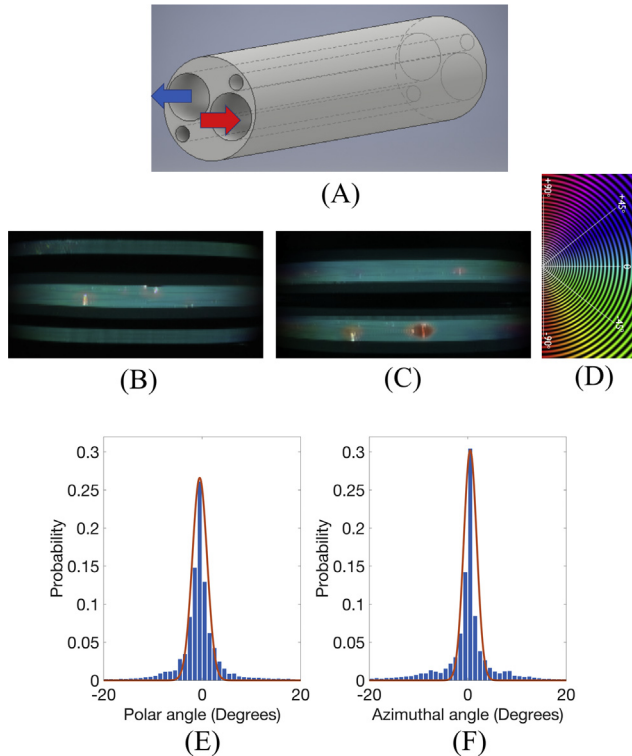 (A)
(B)
(C)
(D)
+90°
+45°
0
-45°
-90°
0.3
0.25
0.2
0.15
0.1
0.05
0
Probability
-20
0
20
Polar angle (Degrees)
(E)
0.3
0.25
0.2
0.15
0.1
0.05
0
Probability
-20
0
20
Azimuthal angle (Degrees)
(F)